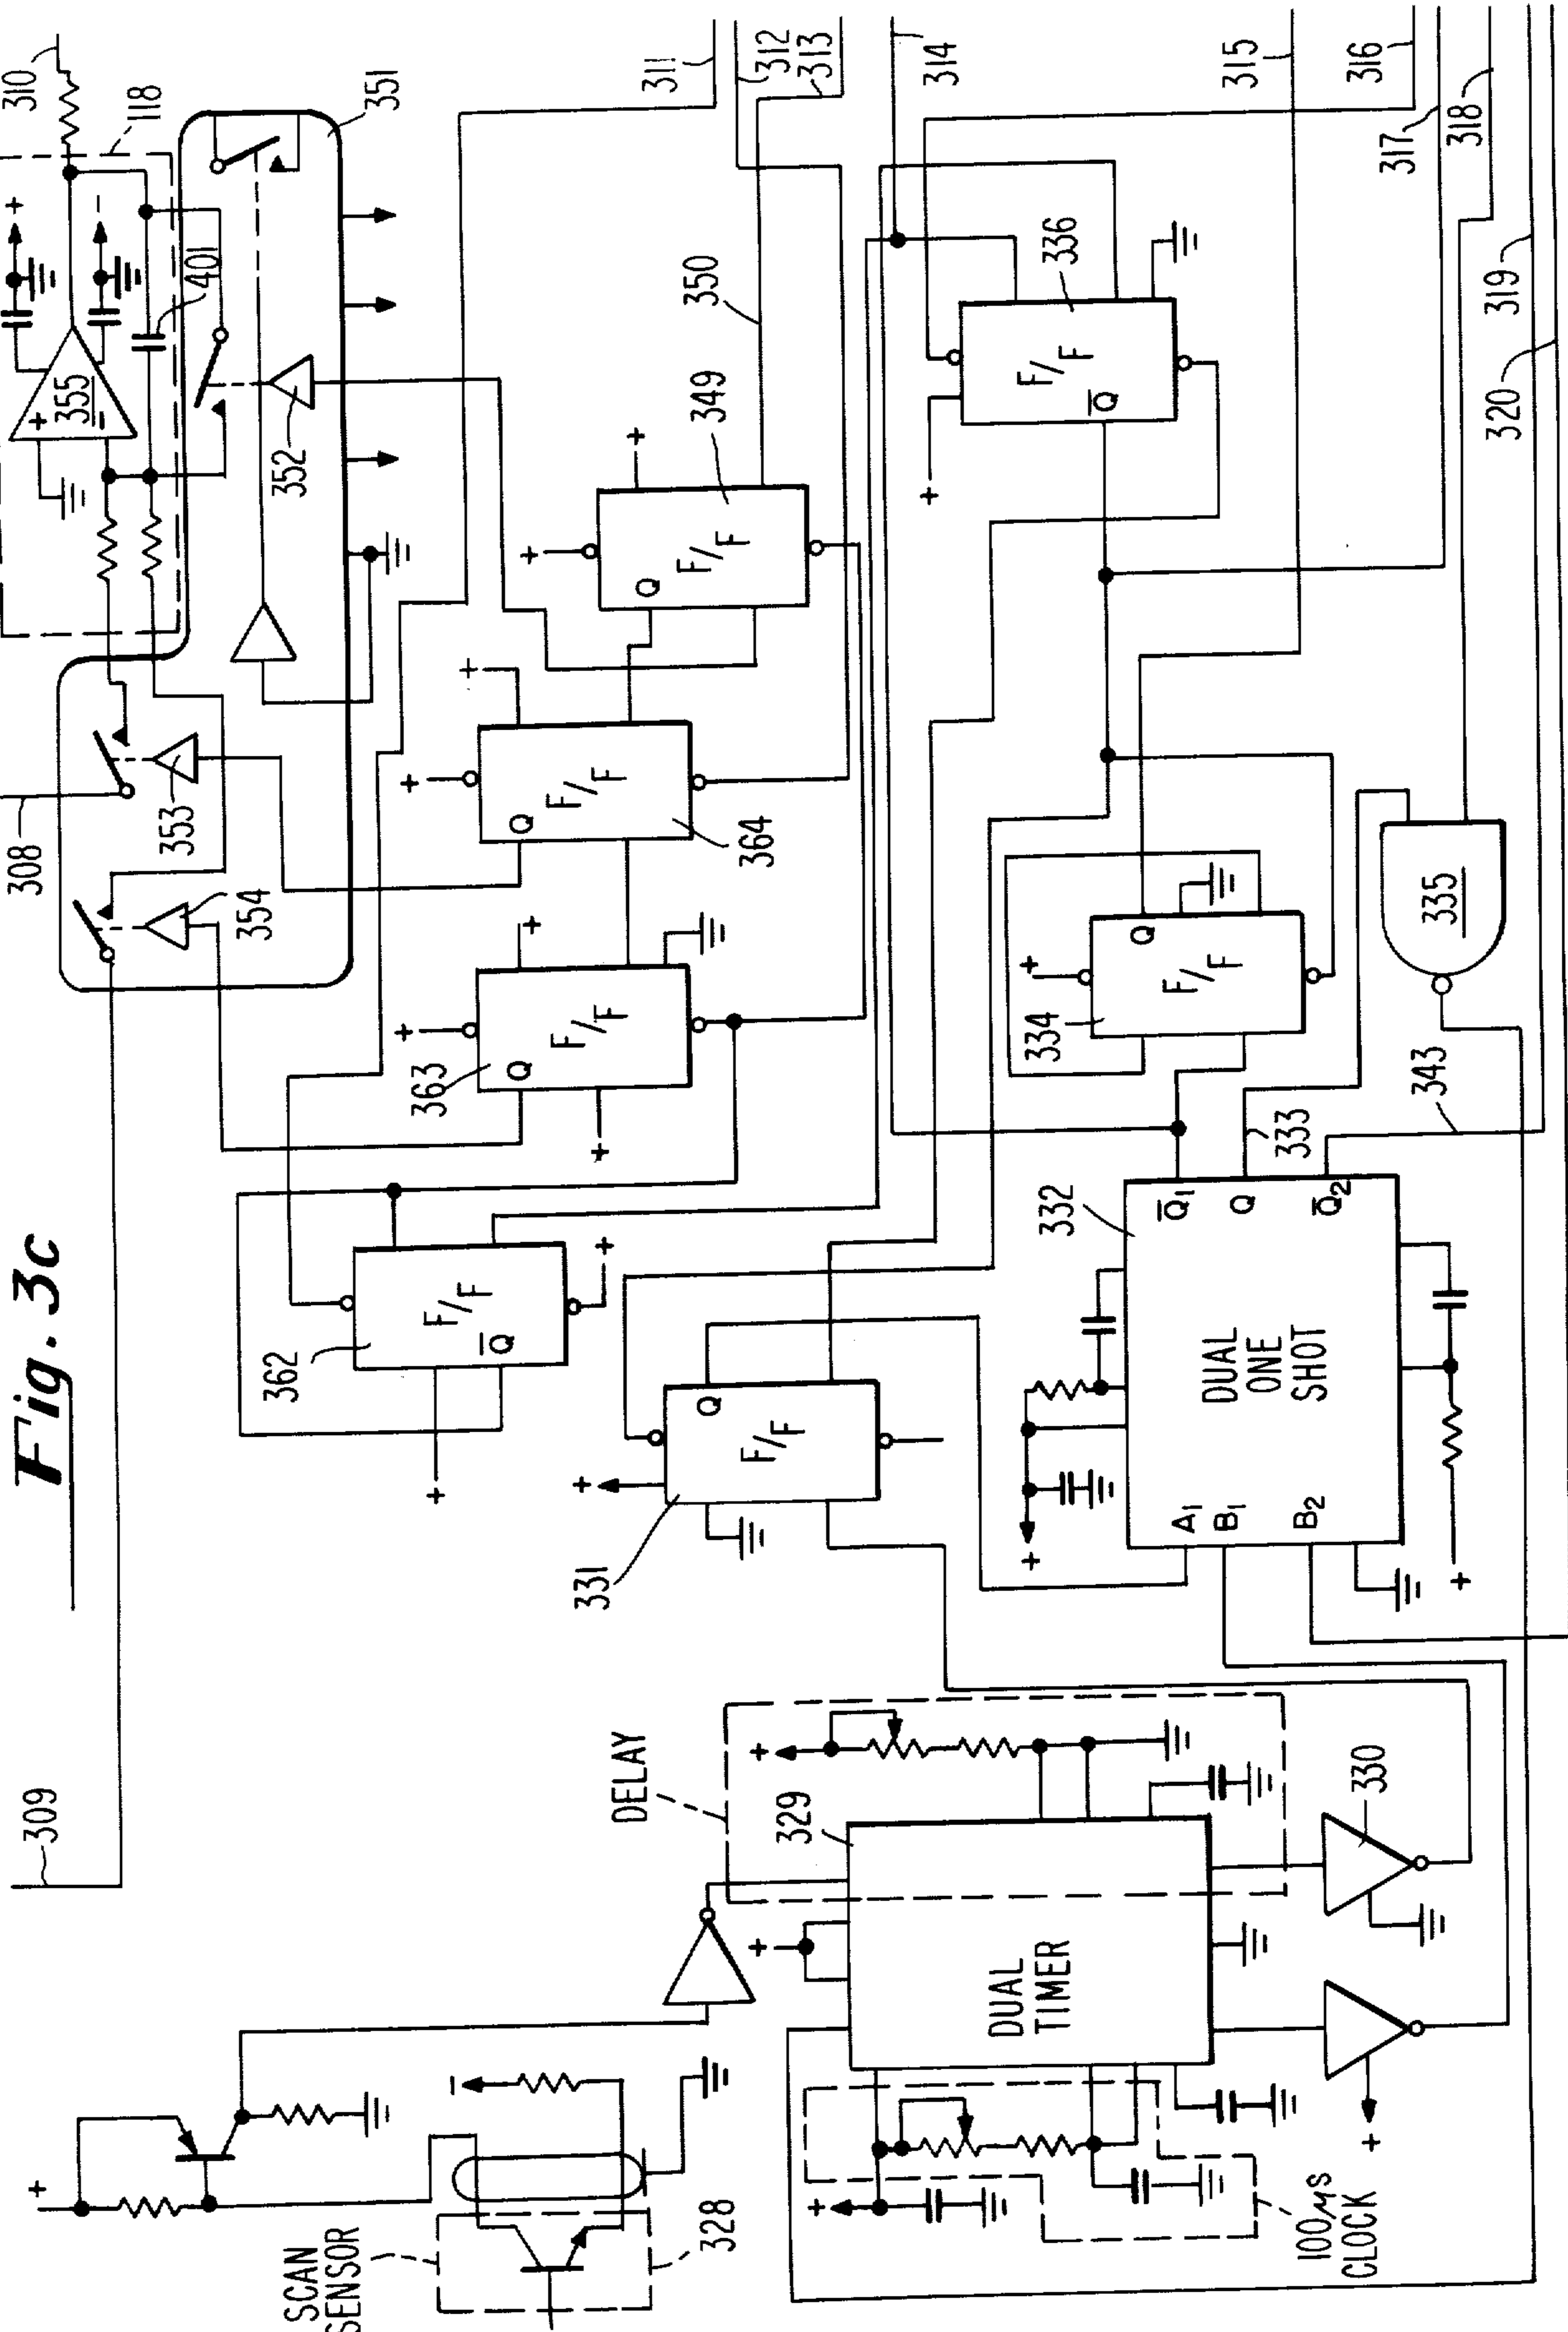 Fig. 3c
309
308
310
118
+
−
+
355
−
401
351
352
353
354
311
312
313
350
349
+
+
Q
F/F
+
+
Q
F/F
364
+
+
363
Q
F/F
+
362
F/F
Q̅
+
+
314
315
316
317
318
319
320
336
F/F
Q̅
+
331
+
Q
F/F
334
+
Q
F/F
335
332
Q̅1
Q
Q̅2
333
343
DUAL
ONE
SHOT
A1
B1
B2
+
+
DELAY
+
329
+
DUAL
TIMER
330
+
+
100µs
CLOCK
SCAN
SENSOR
328
+
−